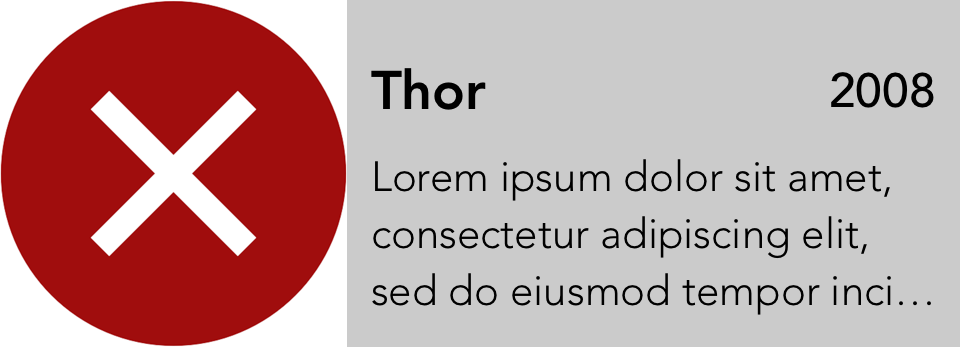 Thor 2008
Lorem ipsum dolor sit amet,
consectetur adipiscing elit,
sed do eiusmod tempor inci…